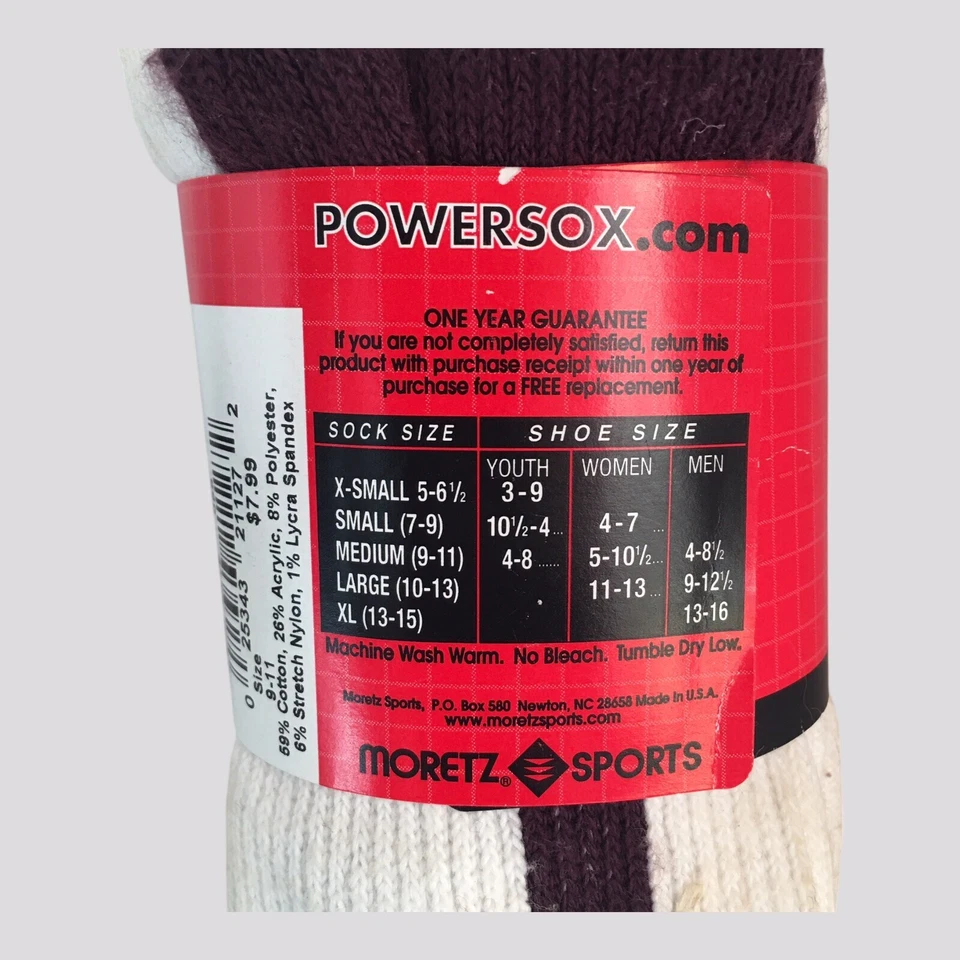 POWERSOX.com
ONE YEAR GUARANTEE
If you are not completely satisfied, return this
product with purchase receipt within one year of
purchase for a FREE replacement.
SOCK SIZE SHOE SIZE
YOUTH WOMEN MEN
X-SMALL 5-6½ 3-9
SMALL (7-9) 10½-4... 4-7 ...
MEDIUM (9-11) 4-8 ...... 5-10½... 4-8½
LARGE (10-13) 11-13 ... 9-12½
XL (13-15) 13-16
Machine Wash Warm. No Bleach. Tumble Dry Low.
Moretz Sports, P.O. Box 580 Newton, NC 28658 Made in U.S.A.
www.moretzsports.com
MORETZ® SPORTS
0 25343 21127 2
$7.99
Size
9-11
59% Cotton, 26% Acrylic, 8% Polyester,
6% Stretch Nylon, 1% Lycra Spandex